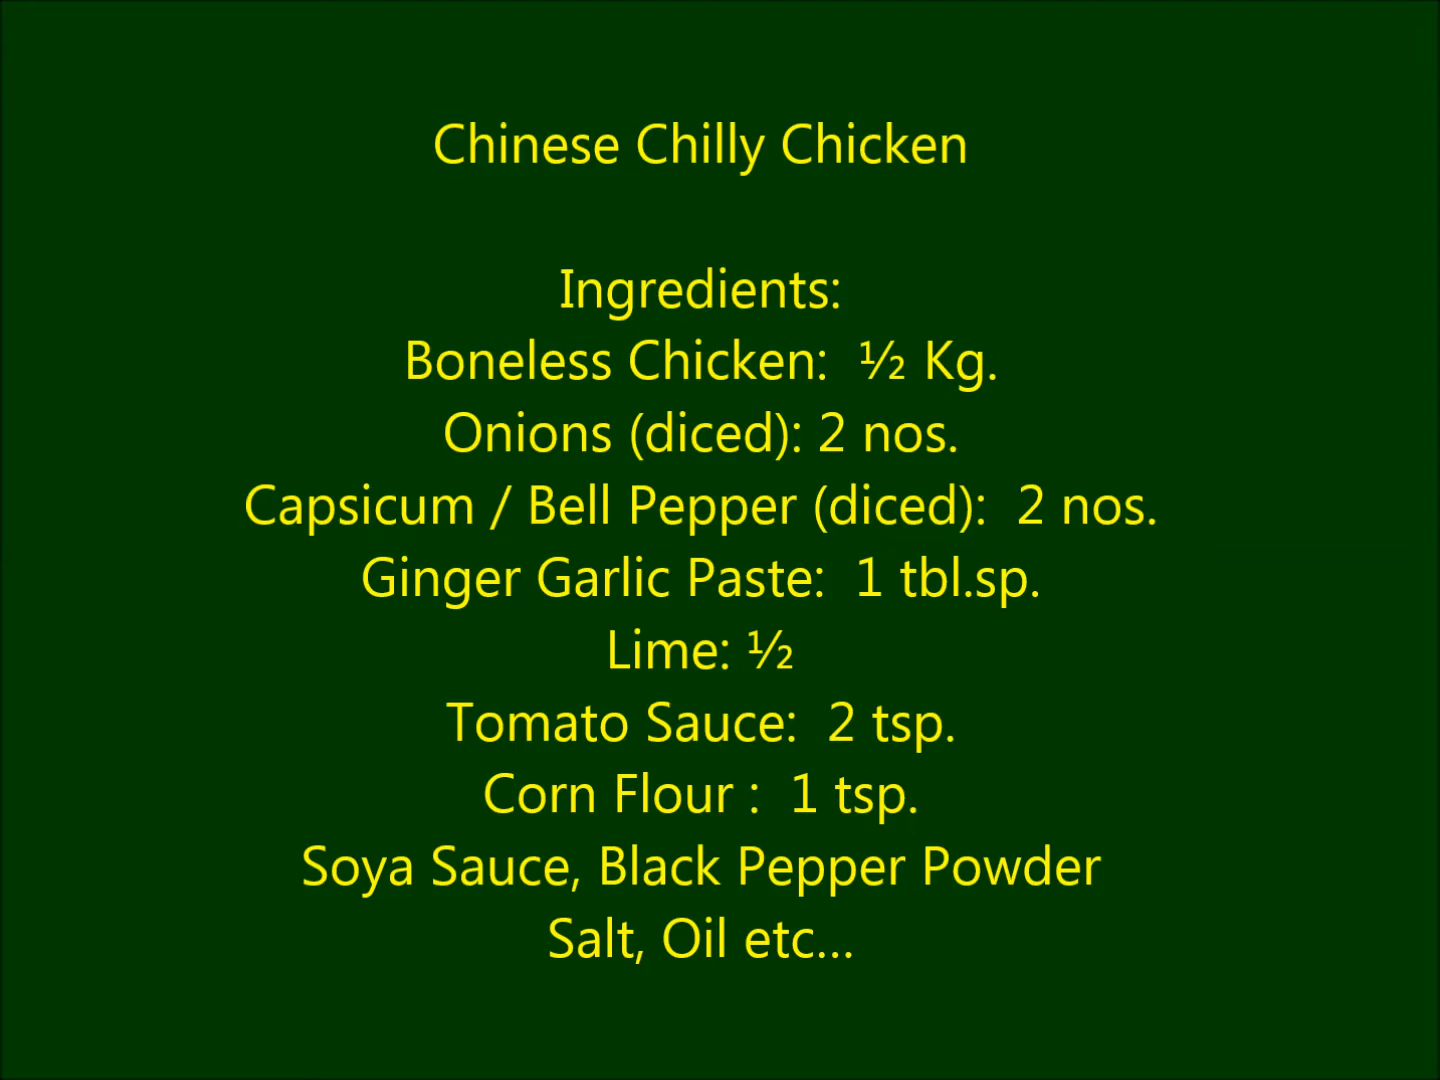 Chinese Chilly Chicken
Ingredients:
Boneless Chicken:  ½ Kg.
Onions (diced): 2 nos.
Capsicum / Bell Pepper (diced):  2 nos.
Ginger Garlic Paste:  1 tbl.sp.
Lime: ½
Tomato Sauce:  2 tsp.
Corn Flour :  1 tsp.
Soya Sauce, Black Pepper Powder
Salt, Oil etc...